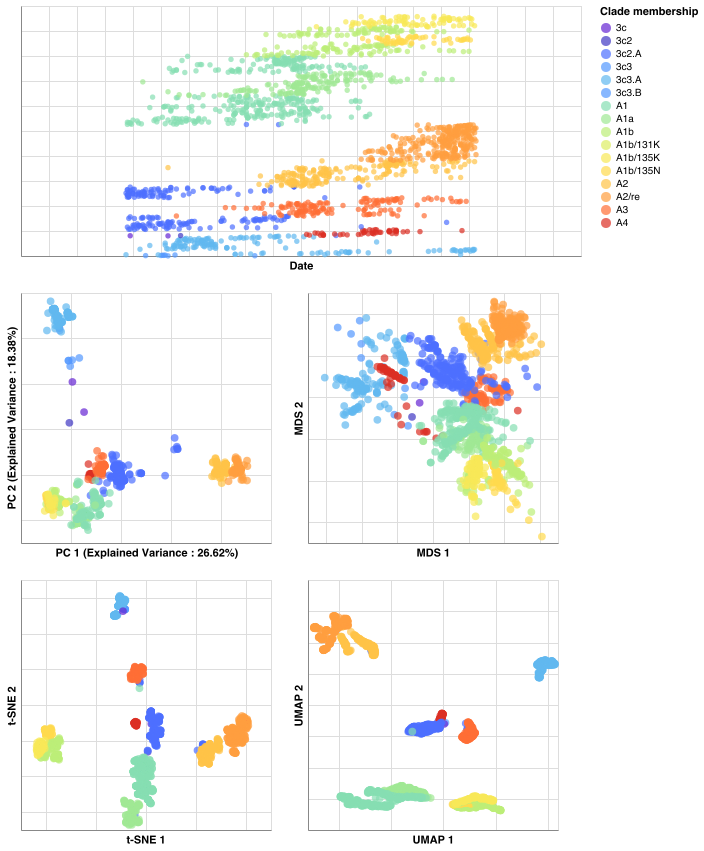 Clade membership
3c
3c2
3c2.A
3c3
3c3.A
3c3.B
A1
A1a
A1b
A1b/131K
A1b/135K
A1b/135N
A2
A2/re
A3
A4
Date
PC 2 (Explained Variance : 18.38%)
PC 1 (Explained Variance : 26.62%)
MDS 2
MDS 1
t-SNE 2
t-SNE 1
UMAP 2
UMAP 1